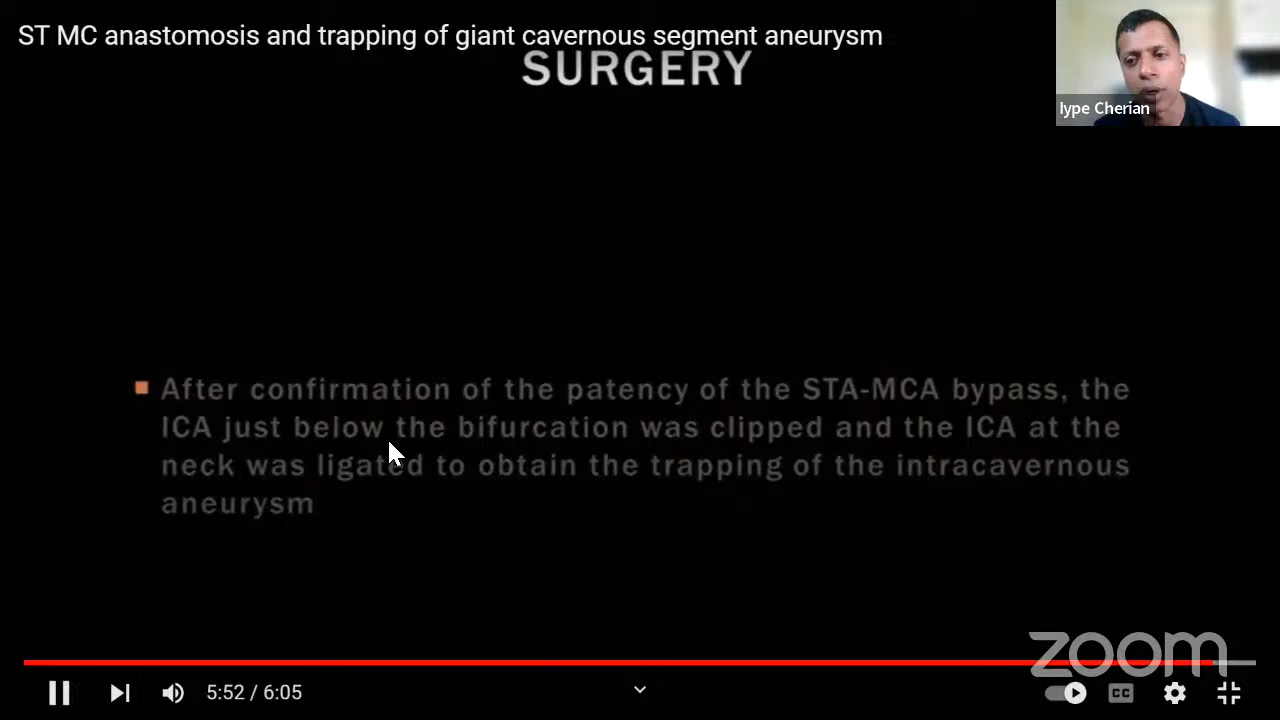 ST MC anastomosis and trapping of giant cavernous segment aneurysm
SURGERY
Iype Cherian
After confirmation of the patency of the STA-MCA bypass, the
ICA just below the bifurcation was clipped and the ICA at the
neck was ligated to obtain the trapping of the intracavernous
aneurysm
zoom
5:52 / 6:05
CC